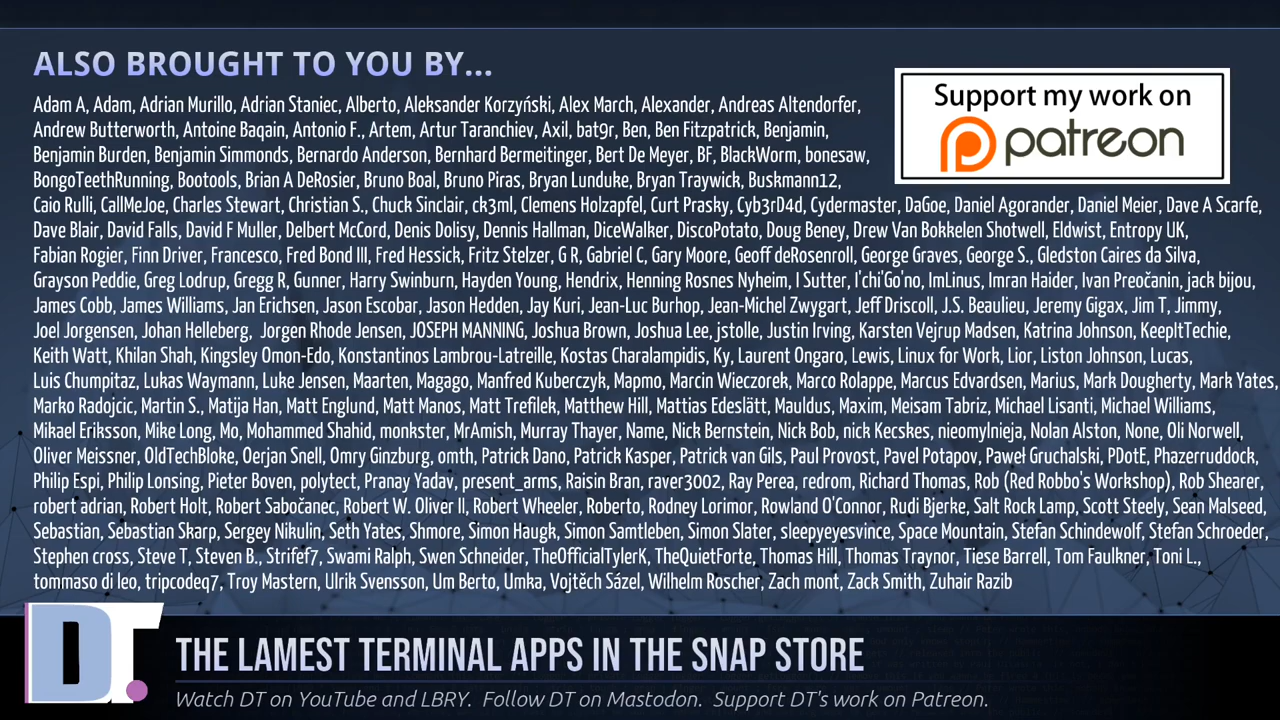 ALSO BROUGHT TO YOU BY...
Support my work on
patreon
Adam A, Adam, Adrian Murillo, Adrian Staniec, Alberto, Aleksander Korzyński, Alex March, Alexander, Andreas Altendorfer,
Andrew Butterworth, Antoine Baqain, Antonio F., Artem, Artur Taranchiev, Axil, bat9r, Ben, Ben Fitzpatrick, Benjamin,
Benjamin Burden, Benjamin Simmonds, Bernardo Anderson, Bernhard Bermeitinger, Bert De Meyer, BF, BlackWorm, bonesaw,
BongoTeethRunning, Bootools, Brian A DeRosier, Bruno Boal, Bruno Piras, Bryan Lunduke, Bryan Traywick, Buskmann12,
Caio Rulli, CallMeJoe, Charles Stewart, Christian S., Chuck Sinclair, ck3ml, Clemens Holzapfel, Curt Prasky, Cyb3rD4d, Cydermaster, DaGoe, Daniel Agorander, Daniel Meier, Dave A Scarfe,
Dave Blair, David Falls, David F Muller, Delbert McCord, Denis Dolisy, Dennis Hallman, DiceWalker, DiscoPotato, Doug Beney, Drew Van Bokkelen Shotwell, Eldwist, Entropy UK,
Fabian Rogier, Finn Driver, Francesco, Fred Bond III, Fred Hessick, Fritz Stelzer, G R, Gabriel C, Gary Moore, Geoff deRosenroll, George Graves, George S., Gledston Caires da Silva,
Grayson Peddie, Greg Lodrup, Gregg R, Gunner, Harry Swinburn, Hayden Young, Hendrix, Henning Rosnes Nyheim, I Sutter, I'chi'Go'no, ImLinus, Imran Haider, Ivan Preočanin, jack bijou,
James Cobb, James Williams, Jan Erichsen, Jason Escobar, Jason Hedden, Jay Kuri, Jean-Luc Burhop, Jean-Michel Zwygart, Jeff Driscoll, J.S. Beaulieu, Jeremy Gigax, Jim T, Jimmy,
Joel Jorgensen, Johan Helleberg,  Jorgen Rhode Jensen, JOSEPH MANNING, Joshua Brown, Joshua Lee, jstolle, Justin Irving, Karsten Vejrup Madsen, Katrina Johnson, KeepItTechie,
Keith Watt, Khilan Shah, Kingsley Omon-Edo, Konstantinos Lambrou-Latreille, Kostas Charalampidis, Ky, Laurent Ongaro, Lewis, Linux for Work, Lior, Liston Johnson, Lucas,
Luis Chumpitaz, Lukas Waymann, Luke Jensen, Maarten, Magago, Manfred Kuberczyk, Mapmo, Marcin Wieczorek, Marco Rolappe, Marcus Edvardsen, Marius, Mark Dougherty, Mark Yates,
Marko Radojcic, Martin S., Matija Han, Matt Englund, Matt Manos, Matt Trefilek, Matthew Hill, Mattias Edeslätt, Mauldus, Maxim, Meisam Tabriz, Michael Lisanti, Michael Williams,
Mikael Eriksson, Mike Long, Mo, Mohammed Shahid, monkster, MrAmish, Murray Thayer, Name, Nick Bernstein, Nick Bob, nick Kecskes, nieomylnieja, Nolan Alston, None, Oli Norwell,
Oliver Meissner, OldTechBloke, Oerjan Snell, Omry Ginzburg, omth, Patrick Dano, Patrick Kasper, Patrick van Gils, Paul Provost, Pavel Potapov, Paweł Gruchalski, PDotE, Phazerruddock,
Philip Espi, Philip Lonsing, Pieter Boven, polytect, Pranay Yadav, present_arms, Raisin Bran, raver3002, Ray Perea, redrom, Richard Thomas, Rob (Red Robbo's Workshop), Rob Shearer,
robert adrian, Robert Holt, Robert Sabočanec, Robert W. Oliver II, Robert Wheeler, Roberto, Rodney Lorimor, Rowland O'Connor, Rudi Bjerke, Salt Rock Lamp, Scott Steely, Sean Malseed,
Sebastian, Sebastian Skarp, Sergey Nikulin, Seth Yates, Shmore, Simon Haugk, Simon Samtleben, Simon Slater, sleepyeyesvince, Space Mountain, Stefan Schindewolf, Stefan Schroeder,
Stephen cross, Steve T, Steven B., Strifef7, Swami Ralph, Swen Schneider, TheOfficialTylerK, TheQuietForte, Thomas Hill, Thomas Traynor, Tiese Barrell, Tom Faulkner, Toni L.,
tommaso di leo, tripcodeq7, Troy Mastern, Ulrik Svensson, Um Berto, Umka, Vojtěch Sázel, Wilhelm Roscher, Zach mont, Zack Smith, Zuhair Razib
DT.
THE LAMEST TERMINAL APPS IN THE SNAP STORE
Watch DT on YouTube and LBRY.  Follow DT on Mastodon.  Support DT's work on Patreon.